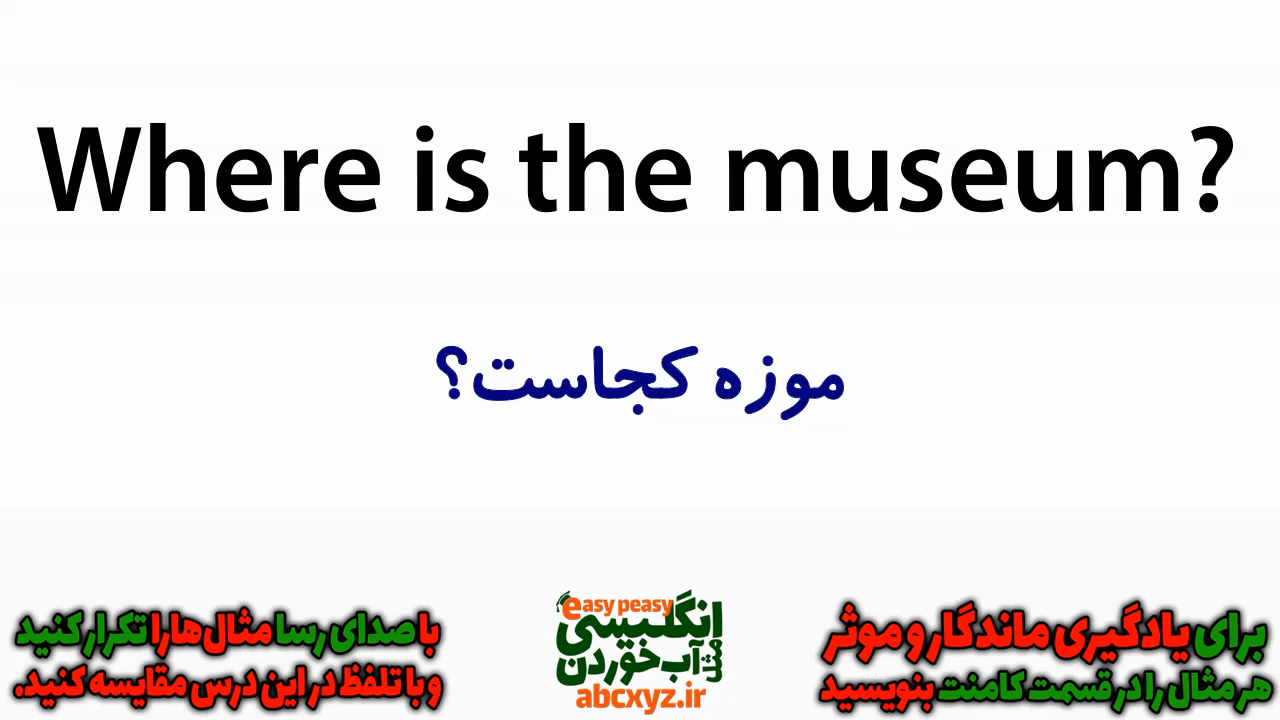 Where is the museum?
موزه کجاست؟
برای یادگیری ماندگار و موثر
هر مثال را در قسمت کامنت بنویسید
easy peasy
انگلیسی
مثل آب خوردن
abcxyz.ir
با صدای رسا مثال‌ها را تکرار کنید
و با تلفظ در این درس مقایسه کنید.